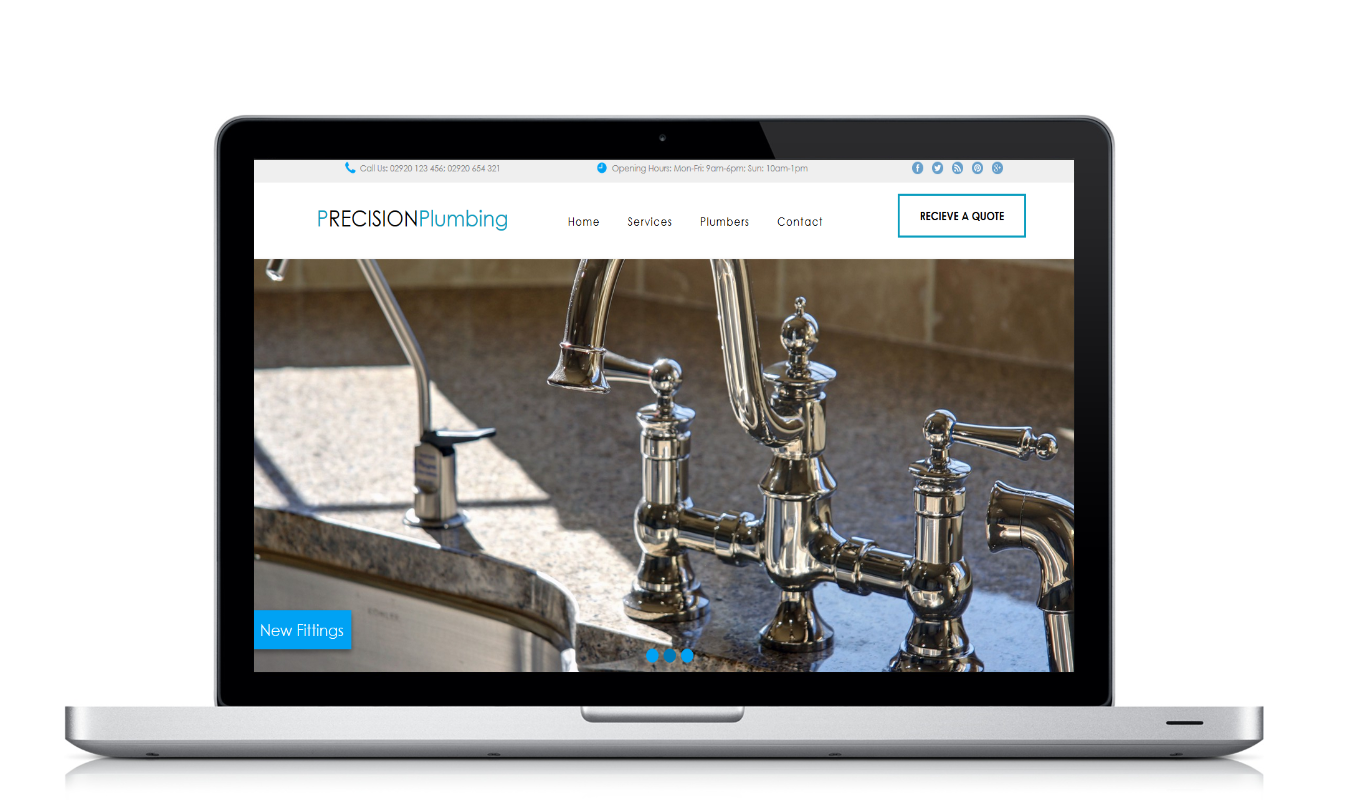 Call Us: 02920 123 456: 02920 654 321
Opening Hours: Mon-Fri: 9am-6pm: Sun: 10am-1pm
PRECISIONPlumbing
Home Services Plumbers Contact
RECIEVE A QUOTE
New Fittings